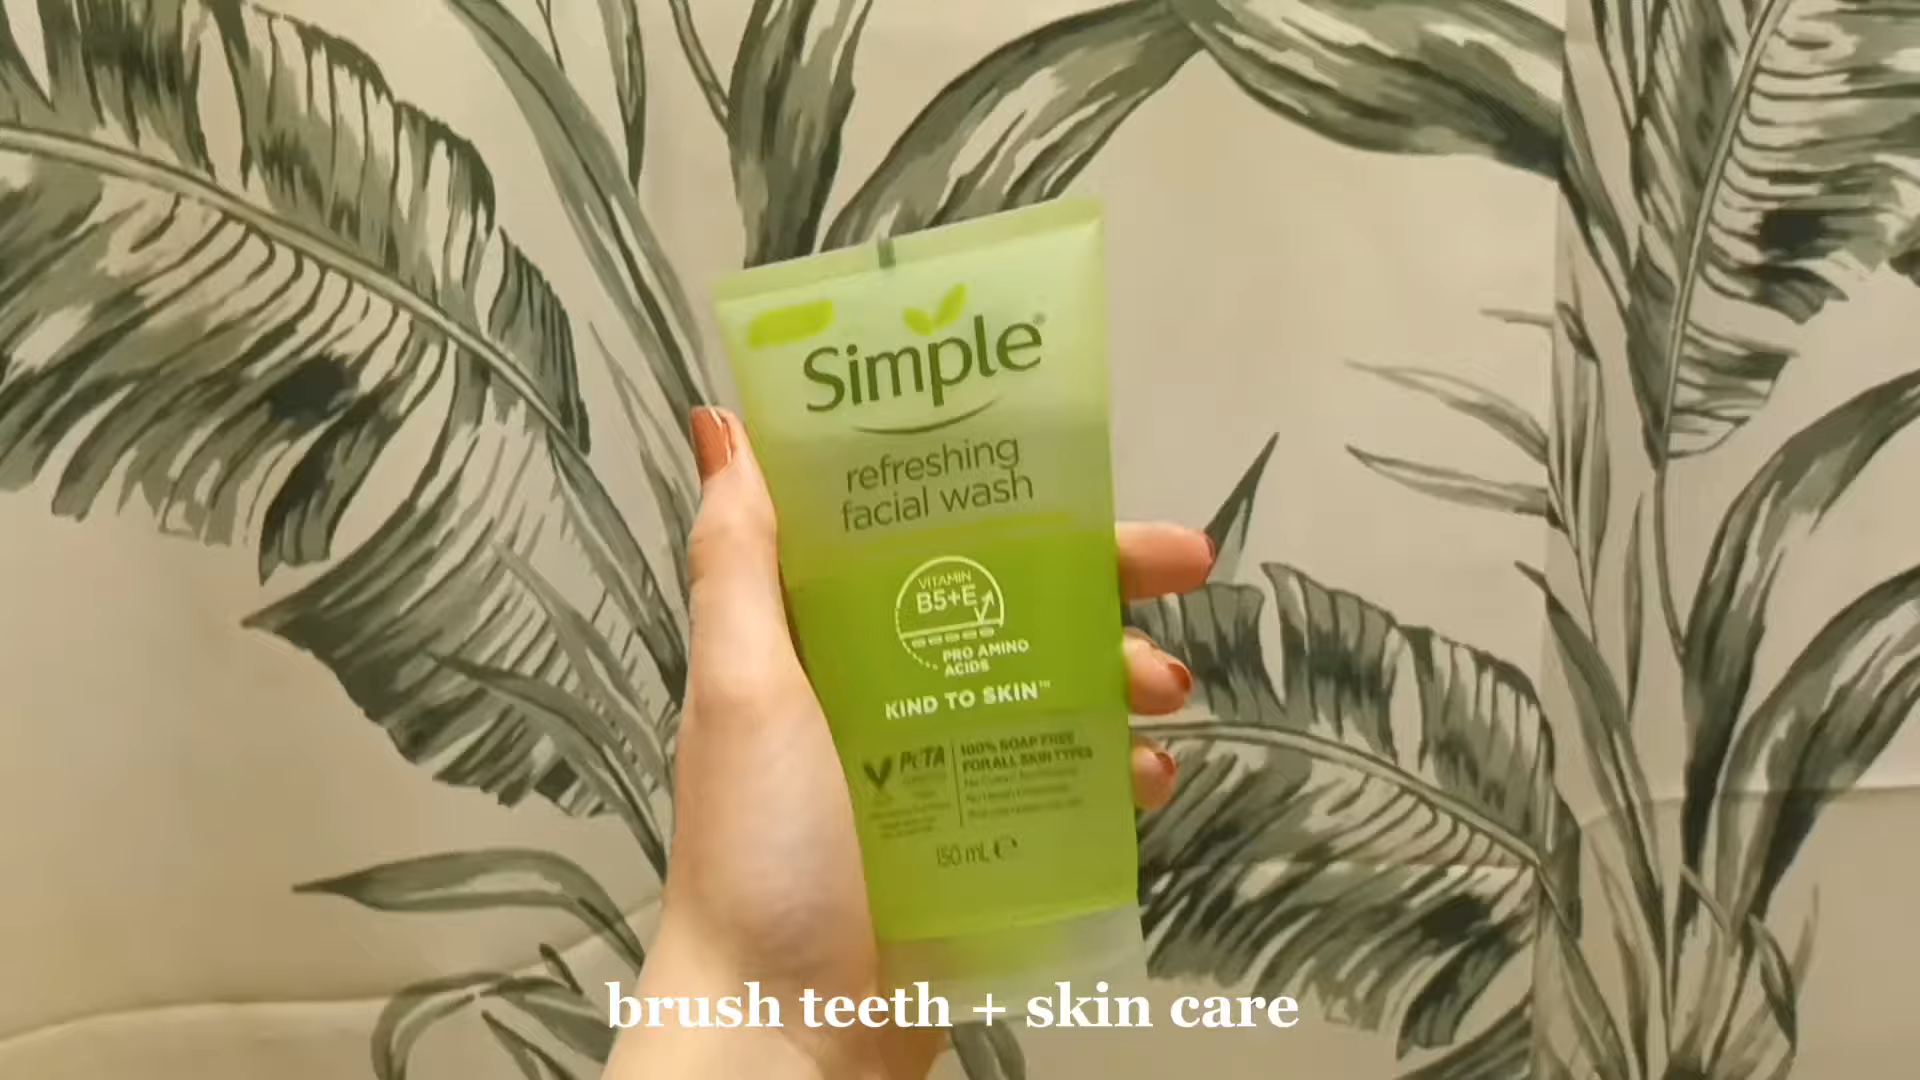 Simple®
refreshing
facial wash
VITAMIN
B5+E
PRO AMINO
ACIDS
KIND TO SKIN™
PETA
100% SOAP FREE
FOR ALL SKIN TYPES
150 mL ℮
brush teeth + skin care